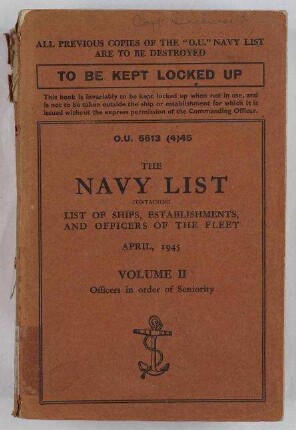 ALL PREVIOUS COPIES OF THE "O.U." NAVY LIST
ARE TO BE DESTROYED
TO BE KEPT LOCKED UP
This book is invariably to be kept locked up when not in use, and
is not to be taken outside the ship or establishment for which it is
issued without the express permission of the Commanding Officer.
O.U. 5613 (4)45
THE
NAVY LIST
CONTAINING
LIST OF SHIPS, ESTABLISHMENTS,
AND OFFICERS OF THE FLEET
APRIL, 1945
VOLUME II
Officers in order of Seniority